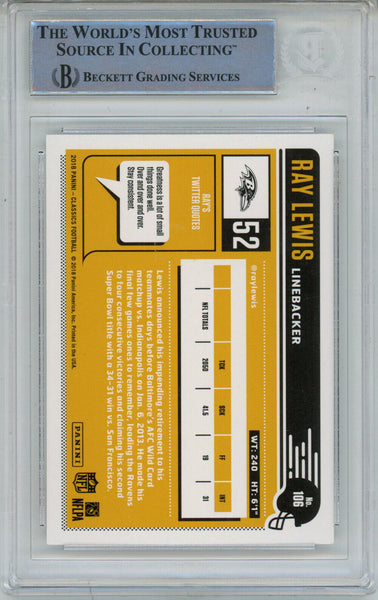 THE WORLD'S MOST TRUSTED
SOURCE IN COLLECTING™
B
BECKETT GRADING SERVICES
RAY LEWIS
LINEBACKER
No.
106
52
RAY'S
TWITTER QUOTES
Greatness is a lot of small
things done well.
Over and over and over.
Stay consistent.
@raylewis
WT: 240 HT: 6'1"
TCK SCK FF INT
NFL TOTALS 2050 41.5 19 31
Lewis announced his impending retirement to his
teammates days before Baltimore's AFC Wild Card
matchup vs. Indianapolis on Jan. 6, 2013. He made his
final few games ones to remember, leading the Ravens
to four consecutive victories and claiming his second
Super Bowl title with a 34-31 win vs. San Francisco.
2018 PANINI – CLASSICS FOOTBALL © 2018 Panini America, Inc. Printed in the USA.
PANINI
NFL
NFLPA